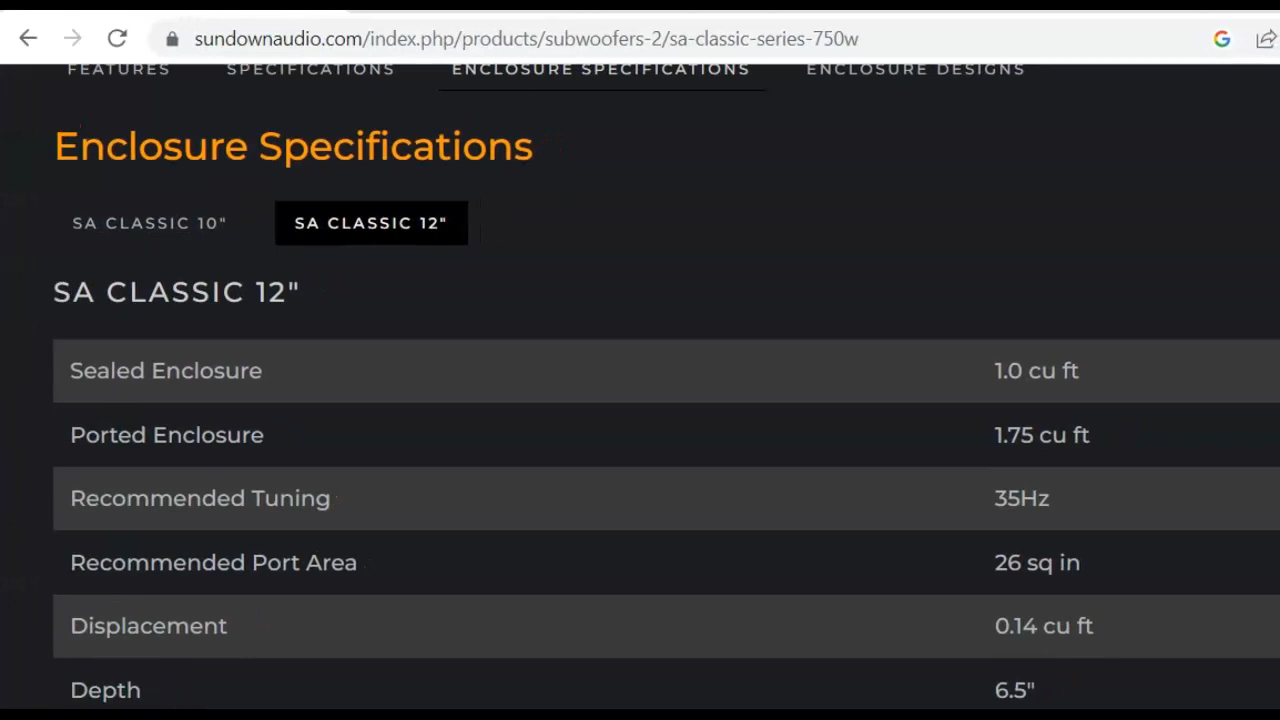 sundownaudio.com/index.php/products/subwoofers-2/sa-classic-series-750w
FEATURES SPECIFICATIONS ENCLOSURE SPECIFICATIONS ENCLOSURE DESIGNS
Enclosure Specifications
SA CLASSIC 10" SA CLASSIC 12"
SA CLASSIC 12"
Sealed Enclosure 1.0 cu ft
Ported Enclosure 1.75 cu ft
Recommended Tuning 35Hz
Recommended Port Area 26 sq in
Displacement 0.14 cu ft
Depth 6.5"